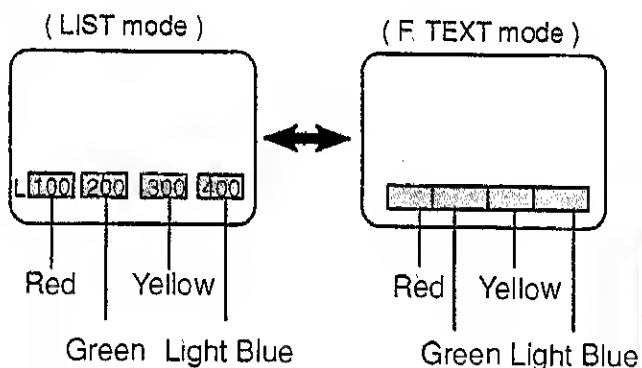 ( LIST mode )
( F. TEXT mode )
L 100 200 300 400
Red Yellow
Green Light Blue
Red Yellow
Green Light Blue